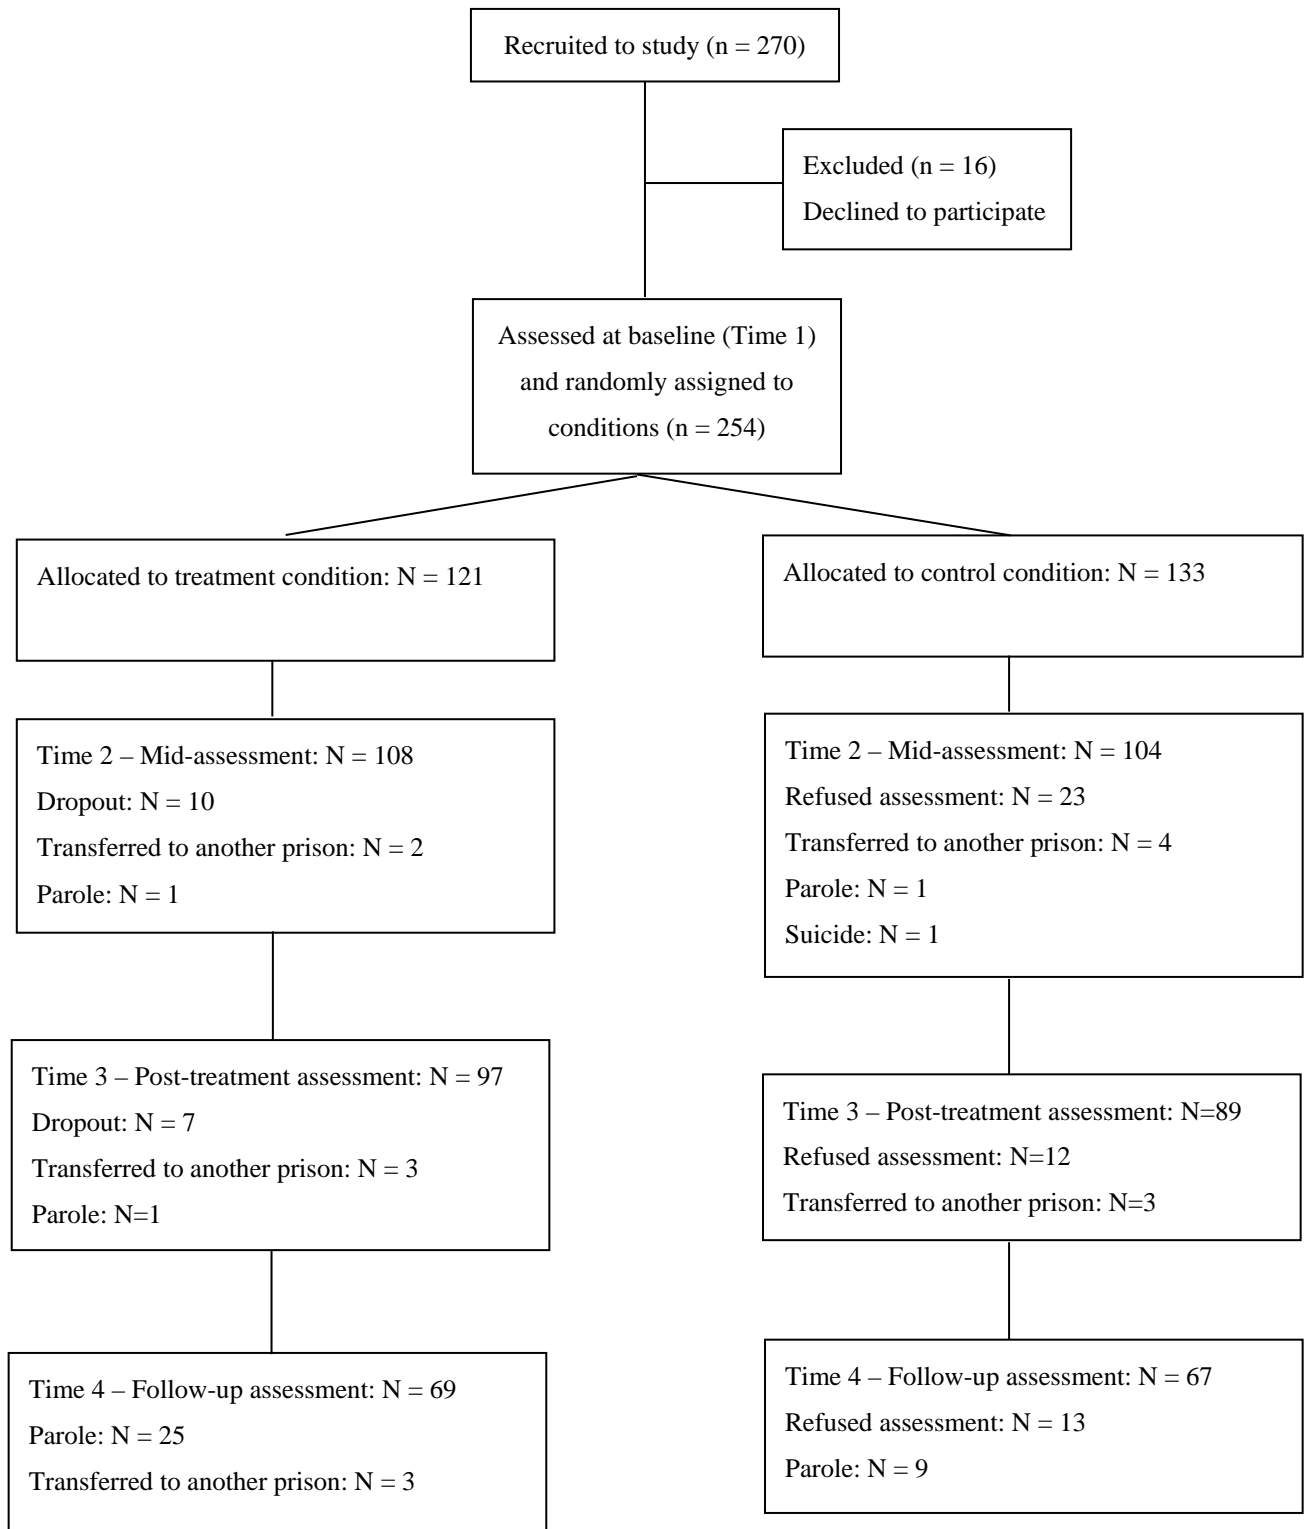 Recruited to study (n = 270)
Excluded (n = 16)
Declined to participate
Assessed at baseline (Time 1)
and randomly assigned to
conditions (n = 254)
Allocated to treatment condition: N = 121
Allocated to control condition: N = 133
Time 2 – Mid-assessment: N = 108
Dropout: N = 10
Transferred to another prison: N = 2
Parole: N = 1
Time 2 – Mid-assessment: N = 104
Refused assessment: N = 23
Transferred to another prison: N = 4
Parole: N = 1
Suicide: N = 1
Time 3 – Post-treatment assessment: N = 97
Dropout: N = 7
Transferred to another prison: N = 3
Parole: N=1
Time 3 – Post-treatment assessment: N=89
Refused assessment: N=12
Transferred to another prison: N=3
Time 4 – Follow-up assessment: N = 69
Parole: N = 25
Transferred to another prison: N = 3
Time 4 – Follow-up assessment: N = 67
Refused assessment: N = 13
Parole: N = 9